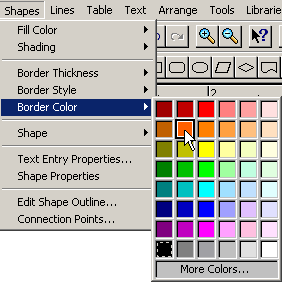 Shapes Lines Table Text Arrange Tools Librarie
Fill Color
Shading
Border Thickness
Border Style
Border Color
Shape
Text Entry Properties...
Shape Properties
Edit Shape Outline...
Connection Points...
2
More Colors...